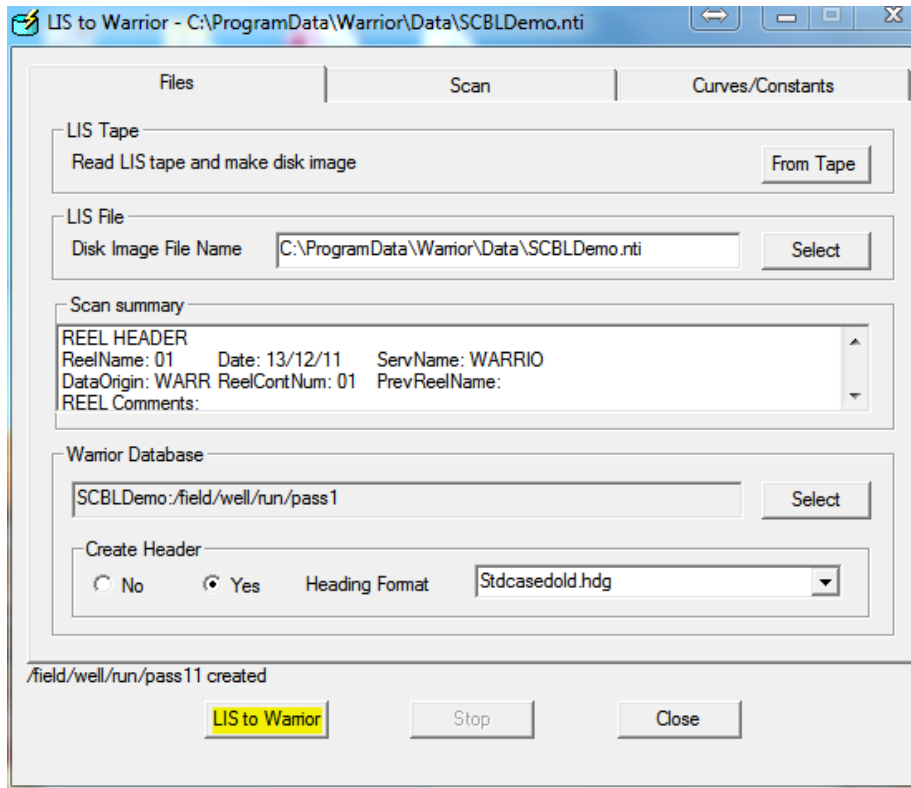 LIS to Warrior - C:\ProgramData\Warrior\Data\SCBLDemo.nti
Files Scan Curves/Constants
LIS Tape
Read LIS tape and make disk image From Tape
LIS File
Disk Image File Name C:\ProgramData\Warrior\Data\SCBLDemo.nti Select
Scan summary
REEL HEADER
ReelName: 01 Date: 13/12/11 ServName: WARRIO
DataOrigin: WARR ReelContNum: 01 PrevReelName:
REEL Comments:
Warrior Database
SCBLDemo:/field/well/run/pass1 Select
Create Header
No Yes Heading Format Stdcasedold.hdg
/field/well/run/pass11 created
LIS to Warrior Stop Close